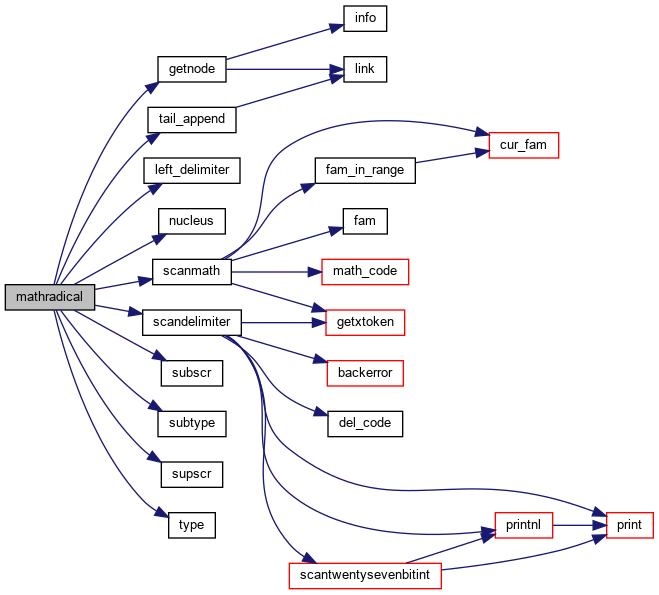 info
getnode
link
tail_append
cur_fam
left_delimiter
fam_in_range
nucleus
fam
scanmath
math_code
mathradical
scandelimiter
getxtoken
subscr
backerror
subtype
del_code
supscr
type
printnl
print
scantwentysevenbitint